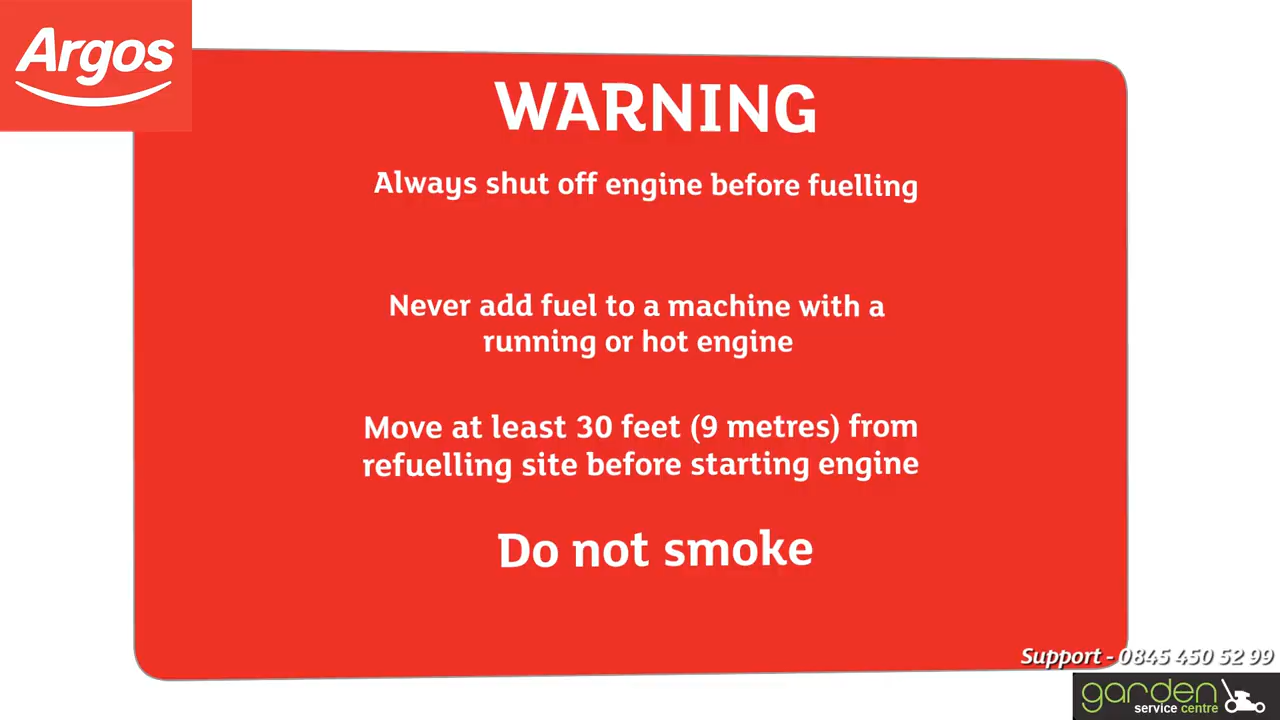 Argos
WARNING
Always shut off engine before fuelling
Never add fuel to a machine with a
running or hot engine
Move at least 30 feet (9 metres) from
refuelling site before starting engine
Do not smoke
Support - 0845 450 52 99
garden
service centre